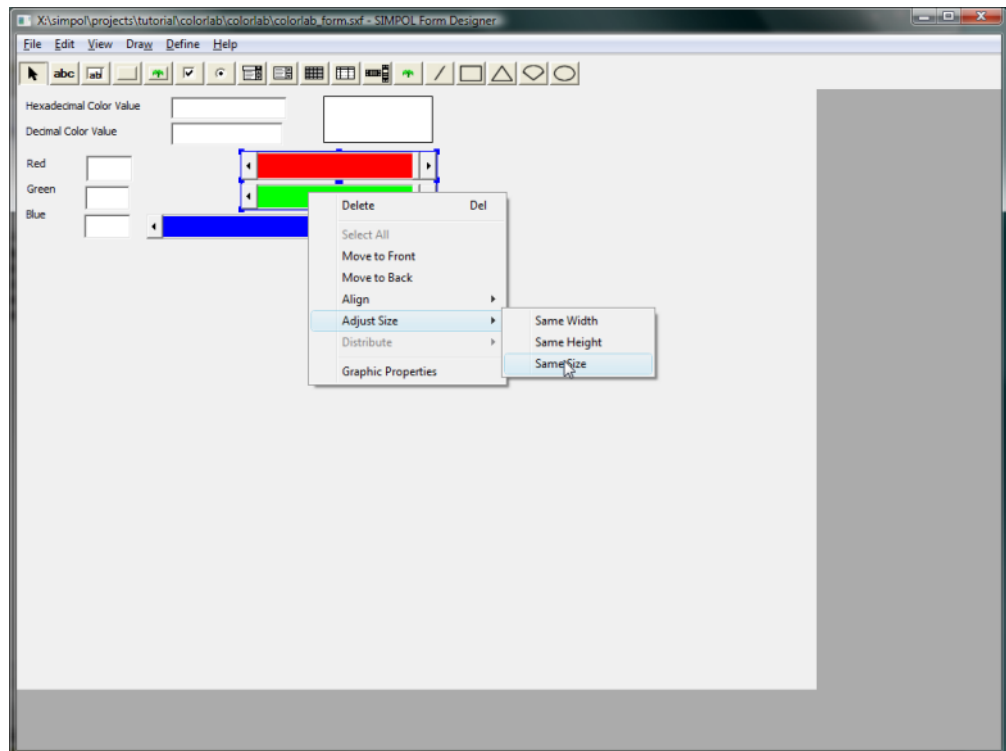 X:\simpol\projects\tutorial\colorlab\colorlab\colorlab_form.sxf - SIMPOL Form Designer
File Edit View Draw Define Help
abc ab
Hexadecimal Color Value
Decimal Color Value
Red
Green
Blue
Delete Del
Select All
Move to Front
Move to Back
Align
Adjust Size
Distribute
Graphic Properties
Same Width
Same Height
Same Size